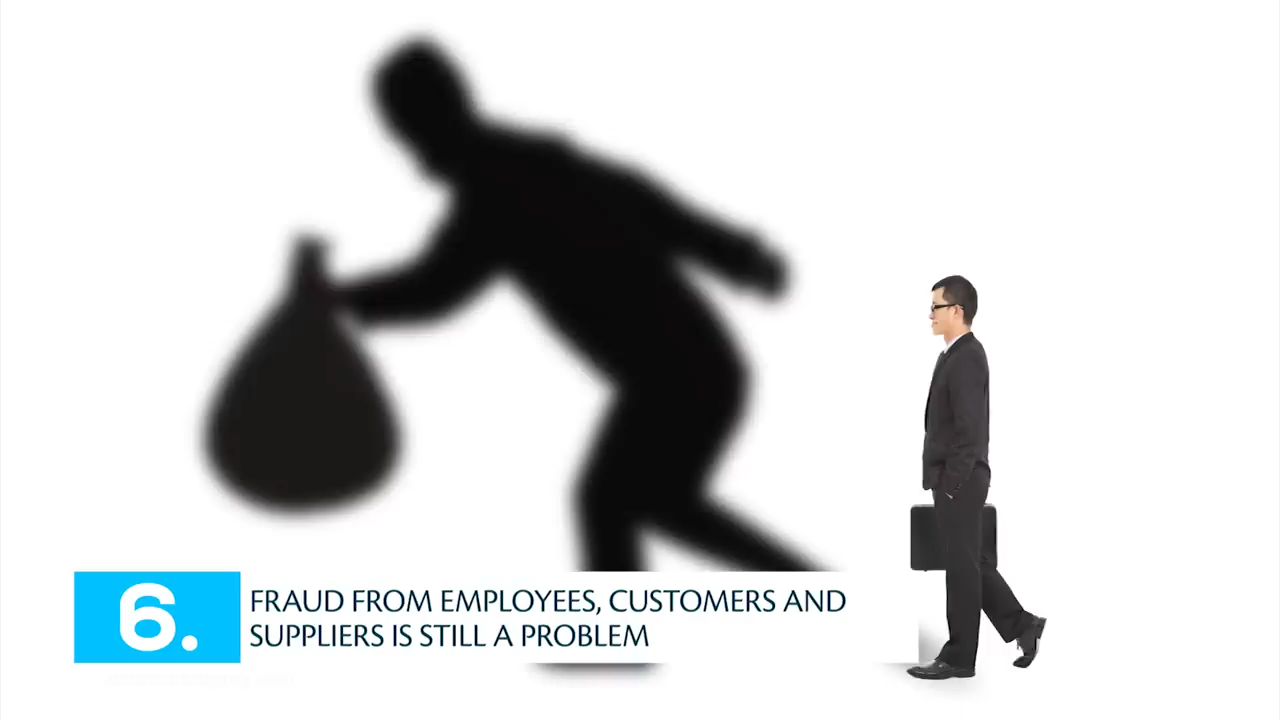 6.
FRAUD FROM EMPLOYEES, CUSTOMERS AND
SUPPLIERS IS STILL A PROBLEM